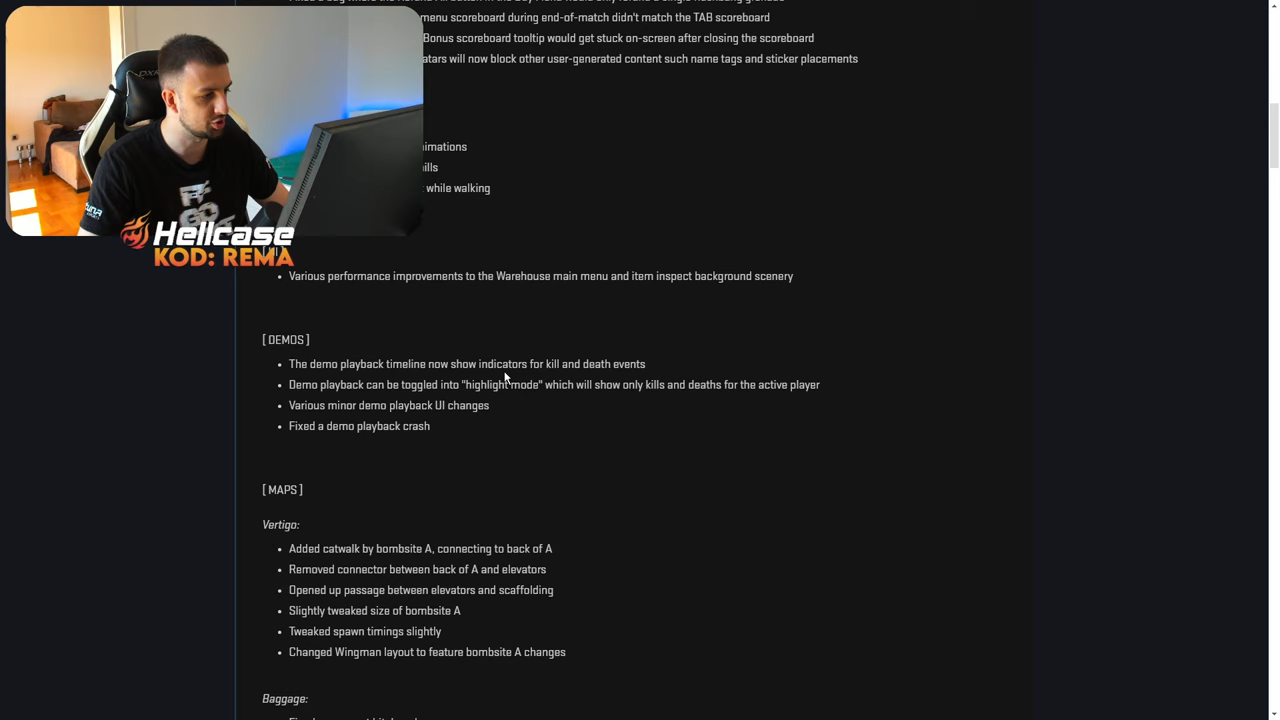 menu scoreboard during end-of-match didn't match the TAB scoreboard
Bonus scoreboard tooltip would get stuck on-screen after closing the scoreboard
atars will now block other user-generated content such name tags and sticker placements
nimations
ills
while walking
Hellcase
KOD: REMA
• Various performance improvements to the Warehouse main menu and item inspect background scenery
[ DEMOS ]
• The demo playback timeline now show indicators for kill and death events
• Demo playback can be toggled into "highlight mode" which will show only kills and deaths for the active player
• Various minor demo playback UI changes
• Fixed a demo playback crash
[ MAPS ]
Vertigo:
• Added catwalk by bombsite A, connecting to back of A
• Removed connector between back of A and elevators
• Opened up passage between elevators and scaffolding
• Slightly tweaked size of bombsite A
• Tweaked spawn timings slightly
• Changed Wingman layout to feature bombsite A changes
Baggage: